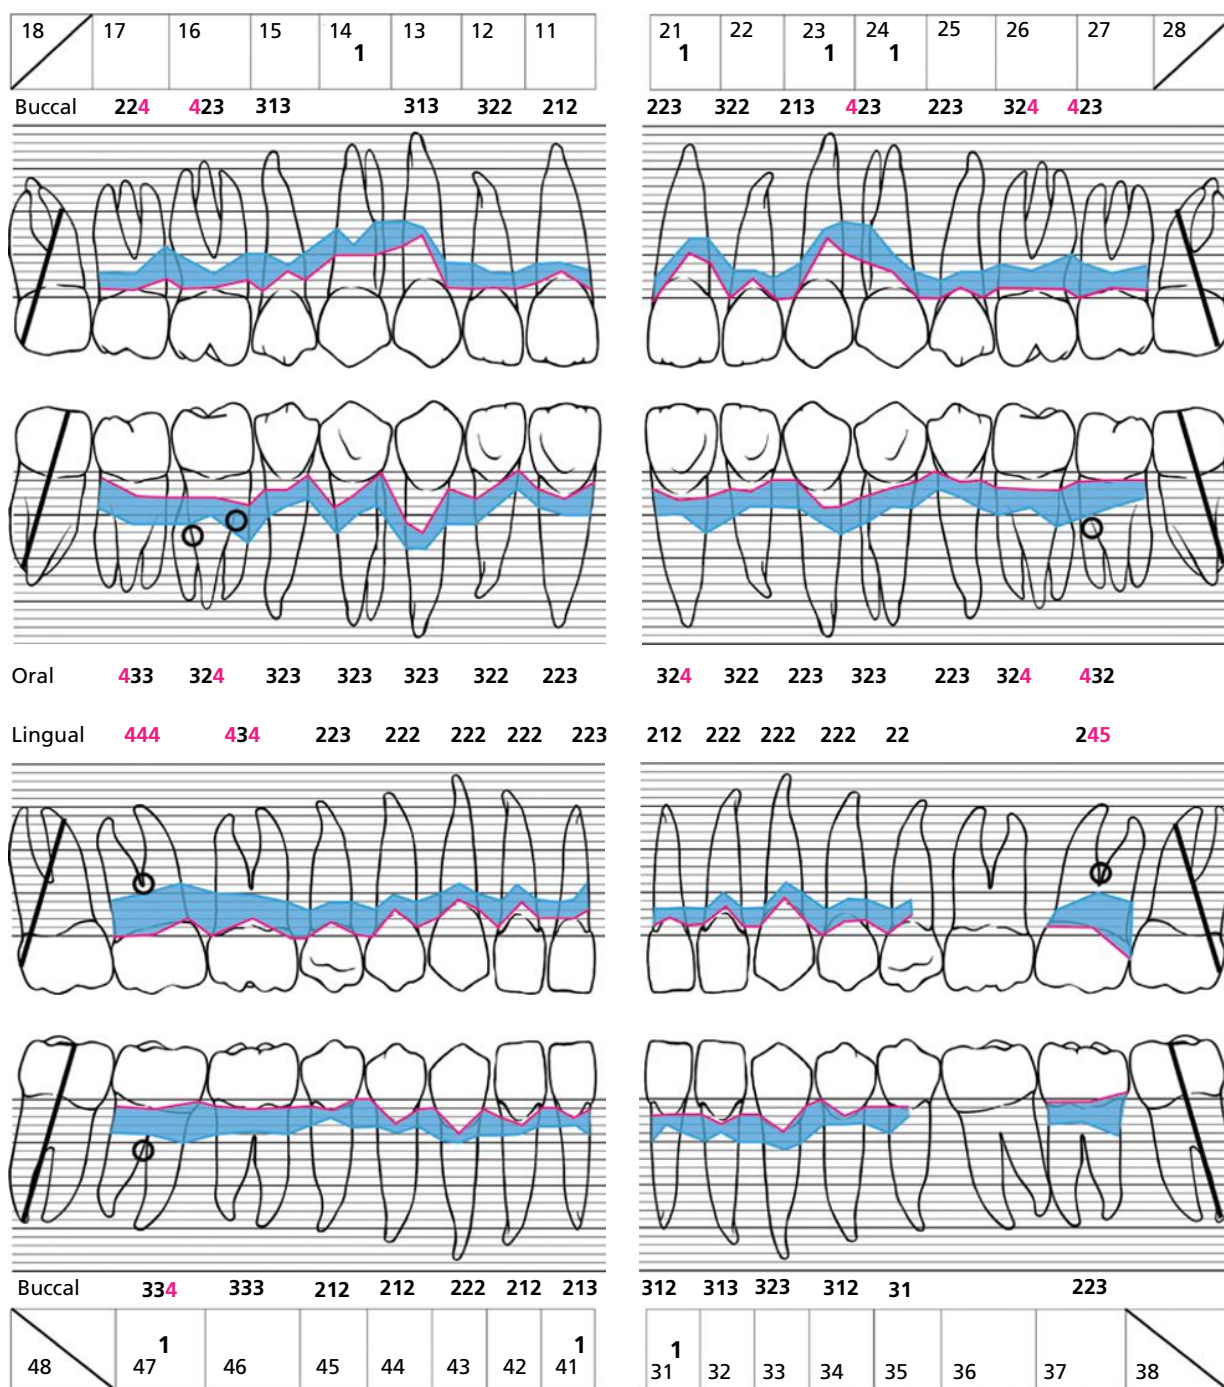 18 17 16 15 14 13 12 11 21 22 23 24 25 26 27 28
1 1 1 1
Buccal 224 423 313 313 322 212 223 322 213 423 223 324 423
Oral 433 324 323 323 323 322 223 324 322 223 323 223 324 432
Lingual 444 434 223 222 222 222 223 212 222 222 222 22 245
Buccal 334 333 212 212 222 212 213 312 313 323 312 31 223
1 1 1
48 47 46 45 44 43 42 41 31 32 33 34 35 36 37 38